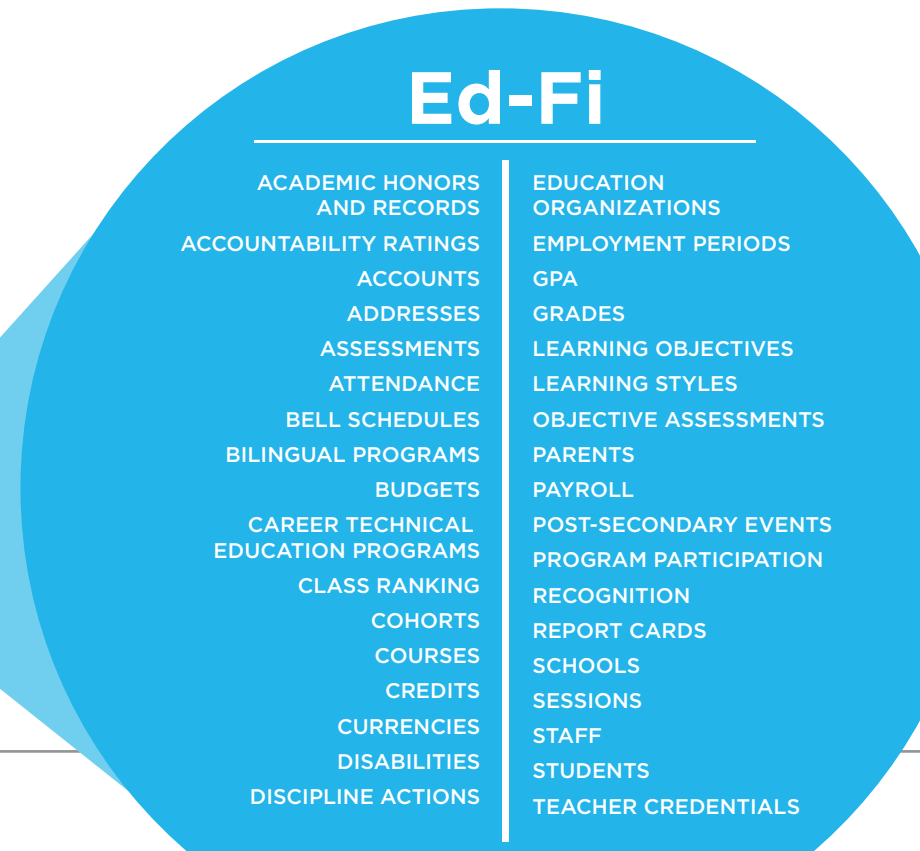 Ed-Fi
ACADEMIC HONORS
AND RECORDS
ACCOUNTABILITY RATINGS
ACCOUNTS
ADDRESSES
ASSESSMENTS
ATTENDANCE
BELL SCHEDULES
BILINGUAL PROGRAMS
BUDGETS
CAREER TECHNICAL
EDUCATION PROGRAMS
CLASS RANKING
COHORTS
COURSES
CREDITS
CURRENCIES
DISABILITIES
DISCIPLINE ACTIONS
EDUCATION
ORGANIZATIONS
EMPLOYMENT PERIODS
GPA
GRADES
LEARNING OBJECTIVES
LEARNING STYLES
OBJECTIVE ASSESSMENTS
PARENTS
PAYROLL
POST-SECONDARY EVENTS
PROGRAM PARTICIPATION
RECOGNITION
REPORT CARDS
SCHOOLS
SESSIONS
STAFF
STUDENTS
TEACHER CREDENTIALS